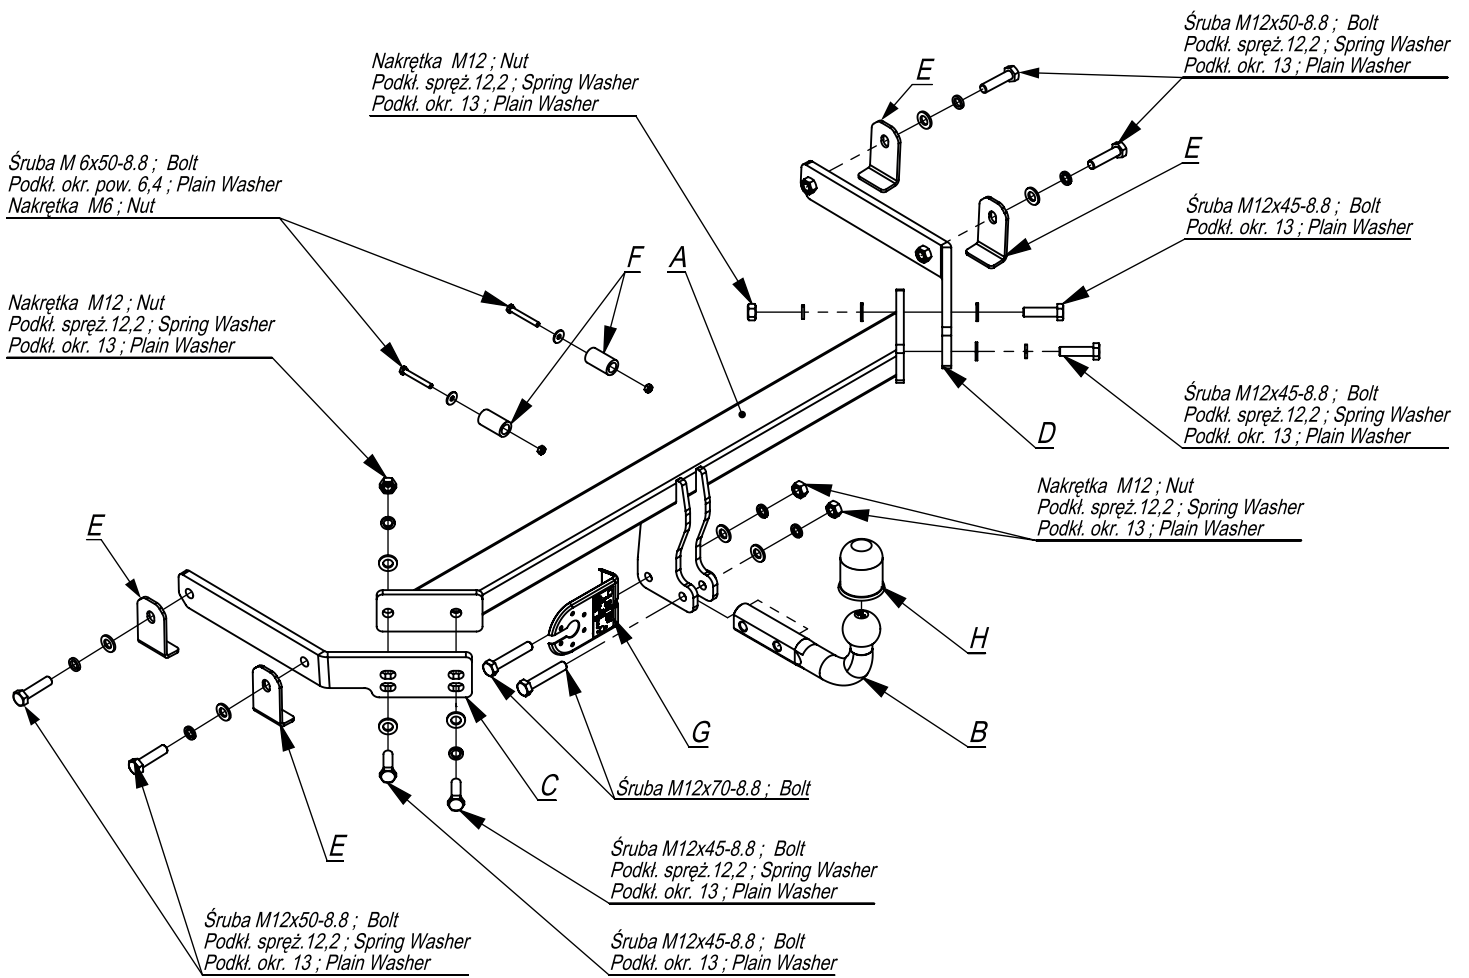 Śruba M12x50-8.8 ; Bolt
Podkł. spręż.12,2 ; Spring Washer
Podkł. okr. 13 ; Plain Washer
Nakrętka M12 ; Nut
Podkł. spręż.12,2 ; Spring Washer
Podkł. okr. 13 ; Plain Washer
E
Śruba M 6x50-8.8 ; Bolt
Podkł. okr. pow. 6,4 ; Plain Washer
Nakrętka M6 ; Nut
E
Śruba M12x45-8.8 ; Bolt
Podkł. okr. 13 ; Plain Washer
F
A
Nakrętka M12 ; Nut
Podkł. spręż.12,2 ; Spring Washer
Podkł. okr. 13 ; Plain Washer
Śruba M12x45-8.8 ; Bolt
Podkł. spręż.12,2 ; Spring Washer
Podkł. okr. 13 ; Plain Washer
D
Nakrętka M12 ; Nut
Podkł. spręż.12,2 ; Spring Washer
Podkł. okr. 13 ; Plain Washer
E
H
G
B
C
Śruba M12x70-8.8 ; Bolt
E
Śruba M12x45-8.8 ; Bolt
Podkł. spręż.12,2 ; Spring Washer
Podkł. okr. 13 ; Plain Washer
Śruba M12x50-8.8 ; Bolt
Podkł. spręż.12,2 ; Spring Washer
Podkł. okr. 13 ; Plain Washer
Śruba M12x45-8.8 ; Bolt
Podkł. okr. 13 ; Plain Washer